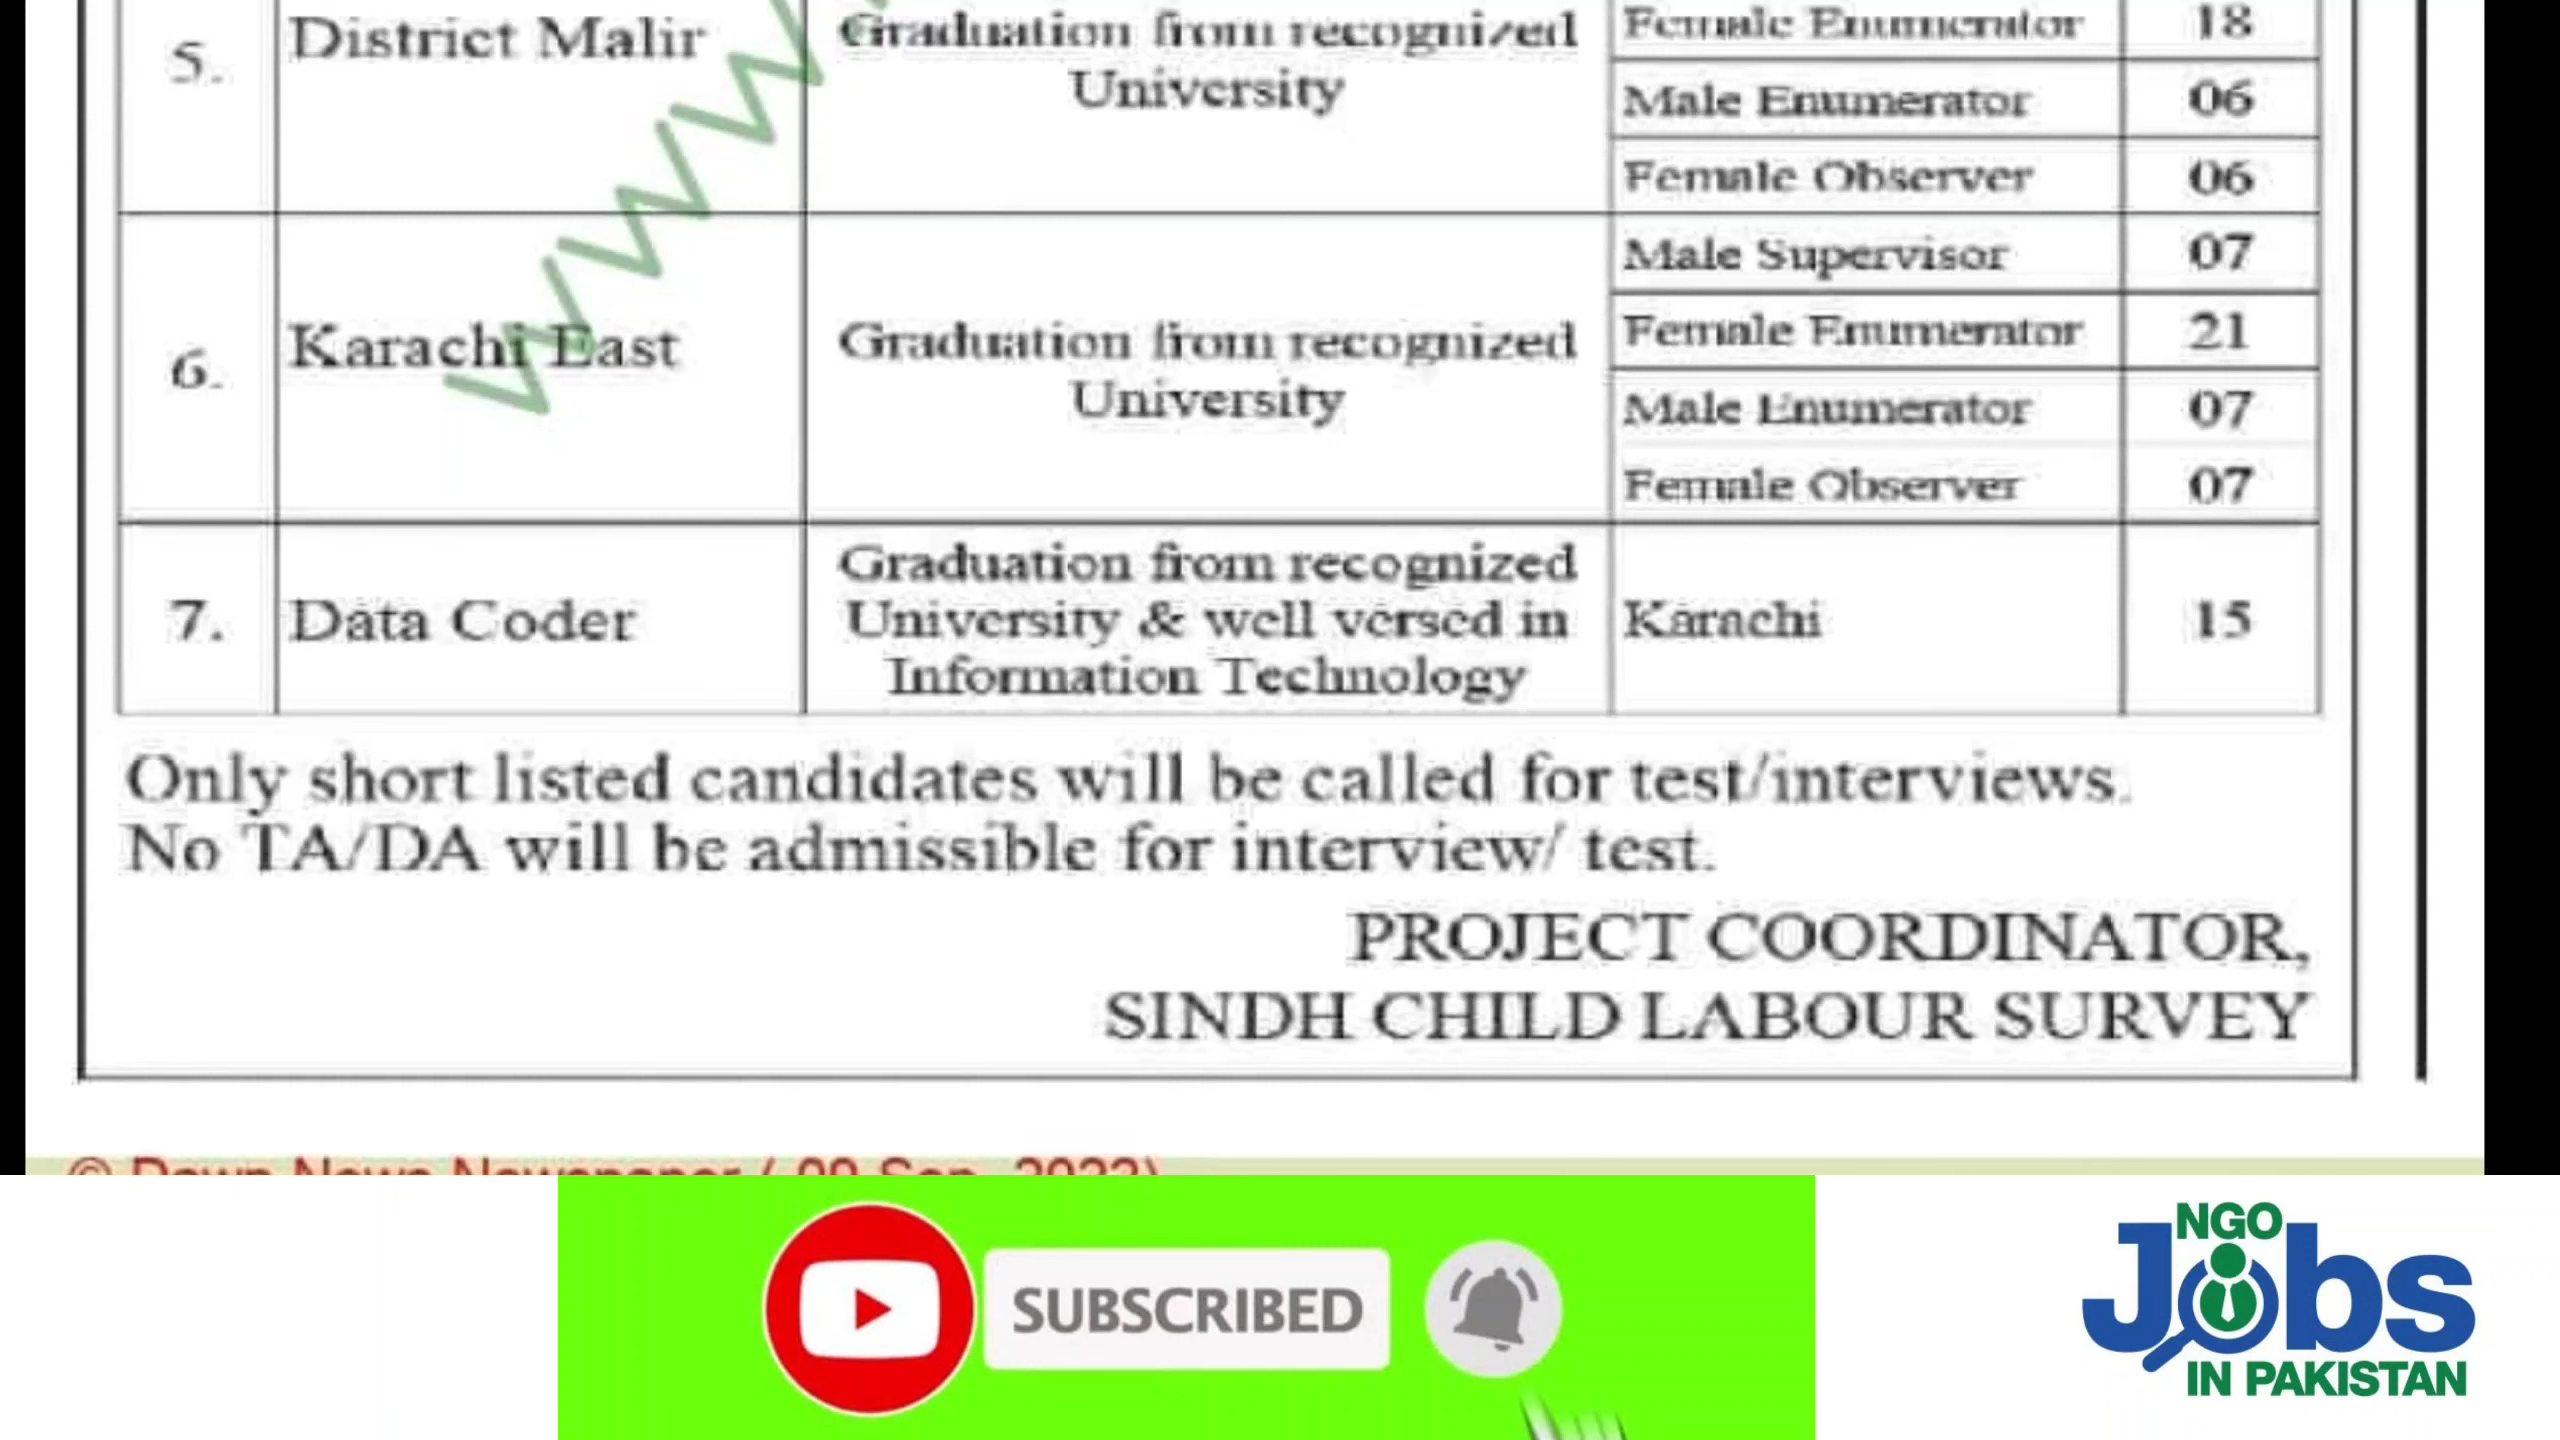 Female Enumerator 18
5. District Malir Graduation from recognized University
Male Enumerator 06
Female Observer 06
Male Supervisor 07
6. Karachi East Graduation from recognized University
Female Enumerator 21
Male Enumerator 07
Female Observer 07
7. Data Coder Graduation from recognized University & well versed in Information Technology Karachi 15
Only short listed candidates will be called for test/interviews.
No TA/DA will be admissible for interview/ test.
PROJECT COORDINATOR,
SINDH CHILD LABOUR SURVEY
© Dawn News Newspaper (
www.
SUBSCRIBED
NGO
Jobs
IN PAKISTAN